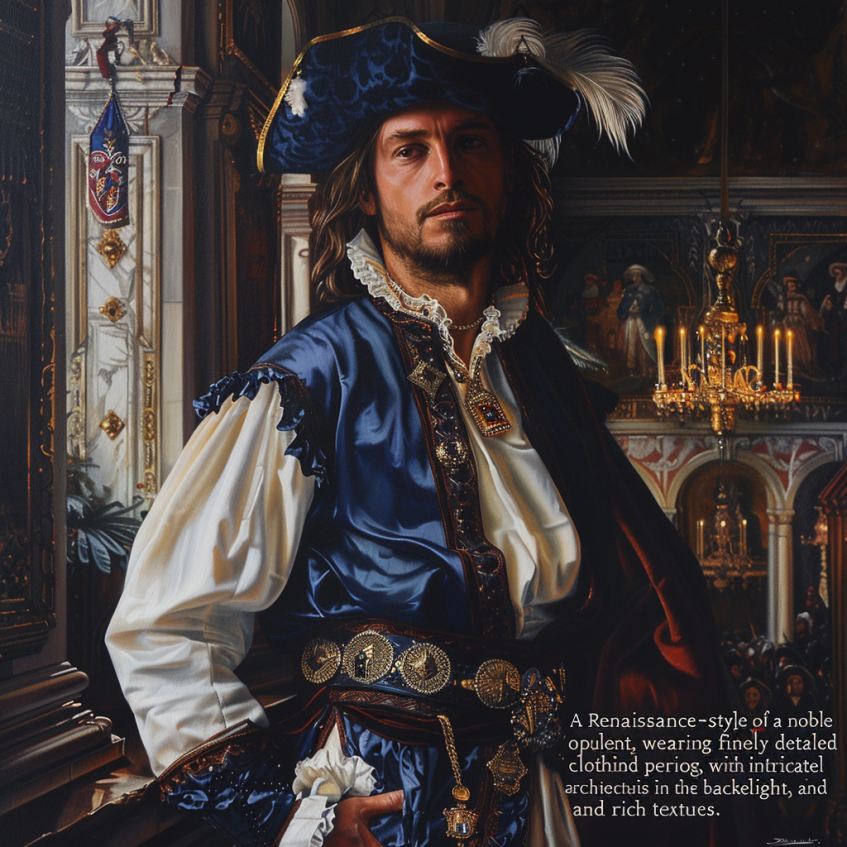 A Renaissance-style of a noble
opulent, wearing finely detaled
clothind periog, with intricatel
archiectuis in the backelight, and
and rich textues.